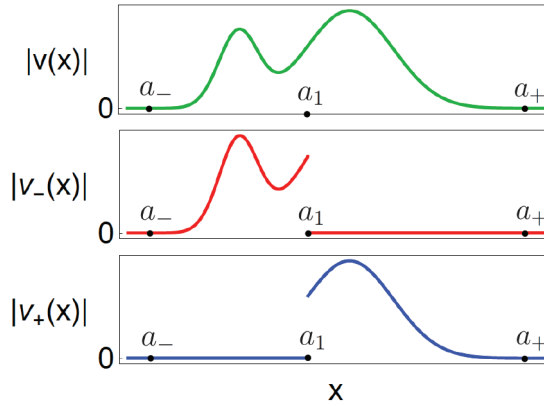 |v(x)|
a₋ a₁ a₊
0
|v₋(x)|
a₋ a₁ a₊
0
|v₊(x)|
a₋ a₁ a₊
0
x